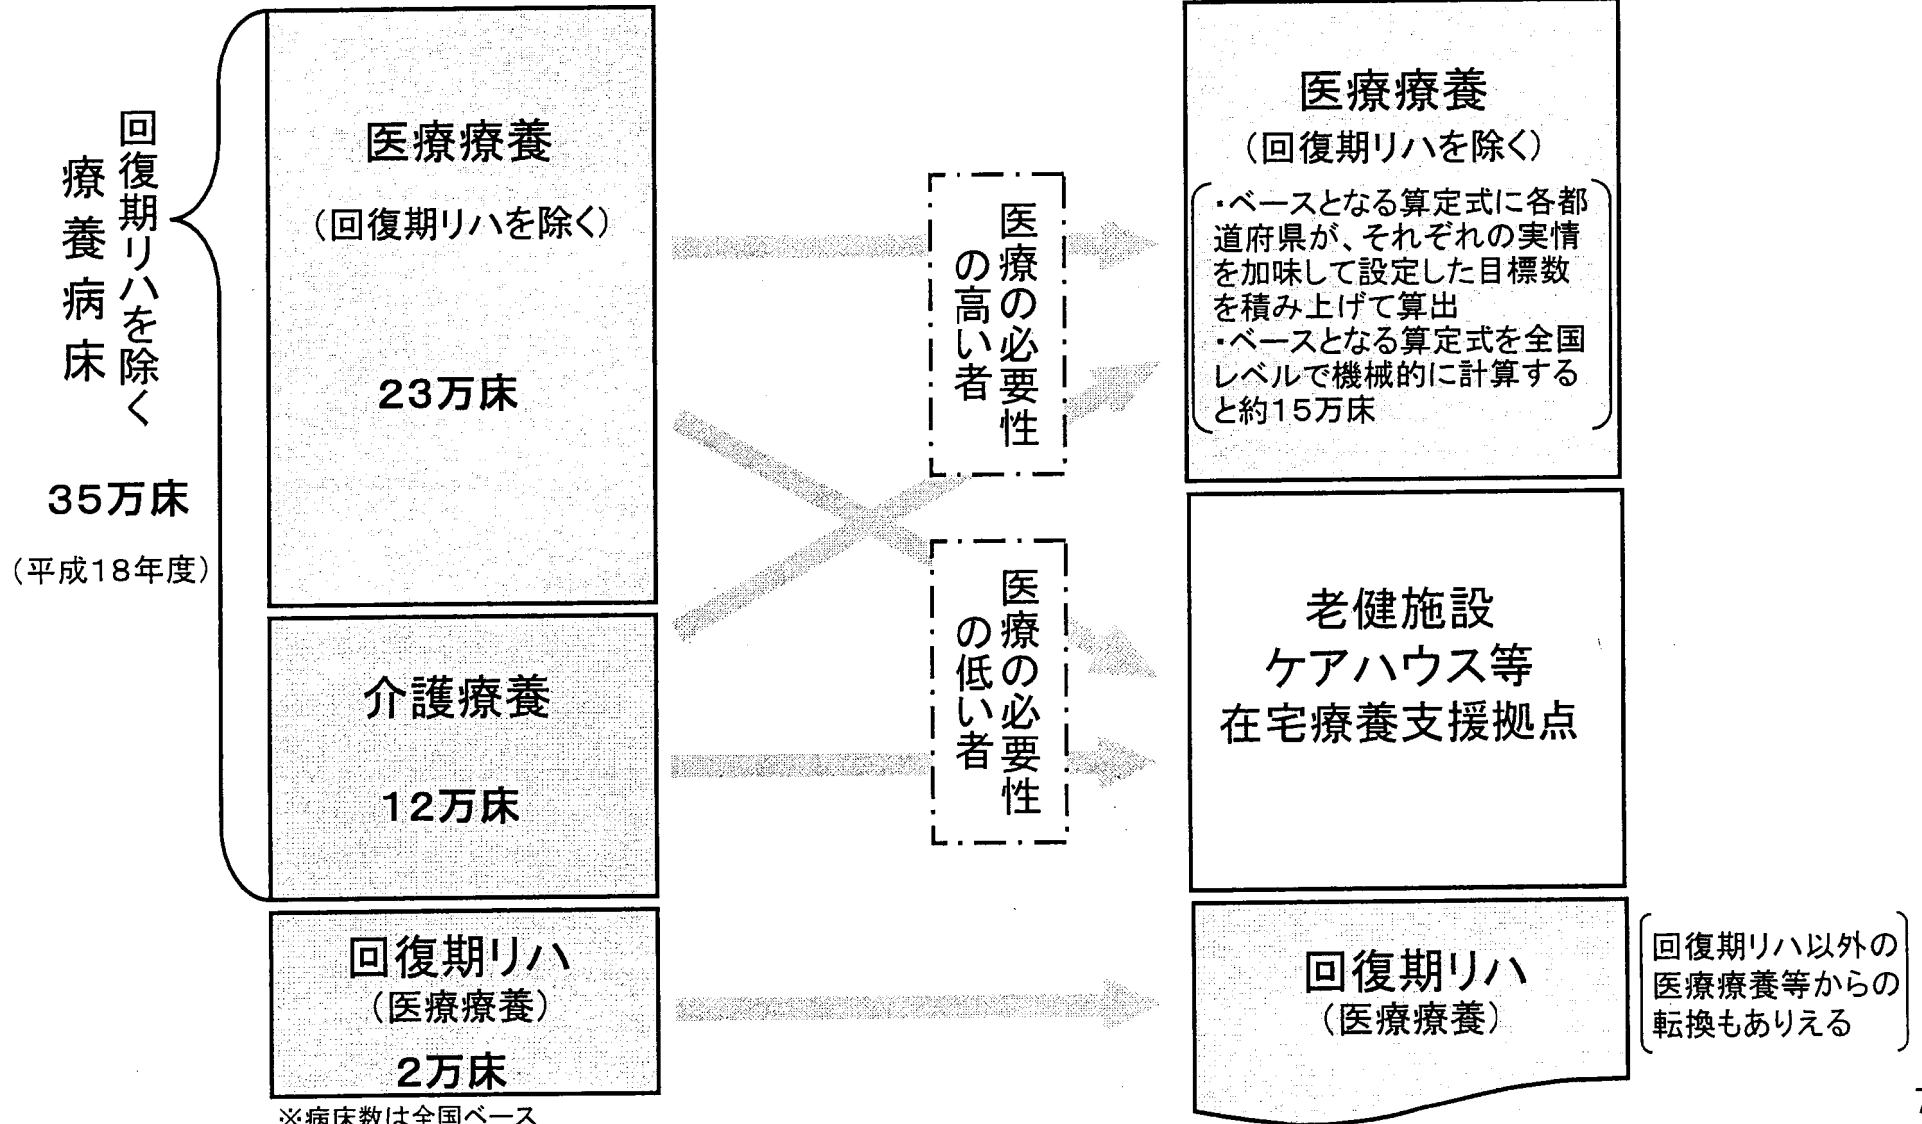 回復期リハを除く
療養病床
35万床
(平成18年度)
医療療養
(回復期リハを除く)
23万床
介護療養
12万床
回復期リハ
(医療療養)
2万床
※病床数は全国ベース
医療の必要性
の高い者
医療の必要性
の低い者
医療療養
(回復期リハを除く)
・ベースとなる算定式に各都
道府県が、それぞれの実情
を加味して設定した目標数
を積み上げて算出
・ベースとなる算定式を全国
レベルで機械的に計算する
と約15万床
老健施設
ケアハウス等
在宅療養支援拠点
回復期リハ
(医療療養)
回復期リハ以外の
医療療養等からの
転換もありえる